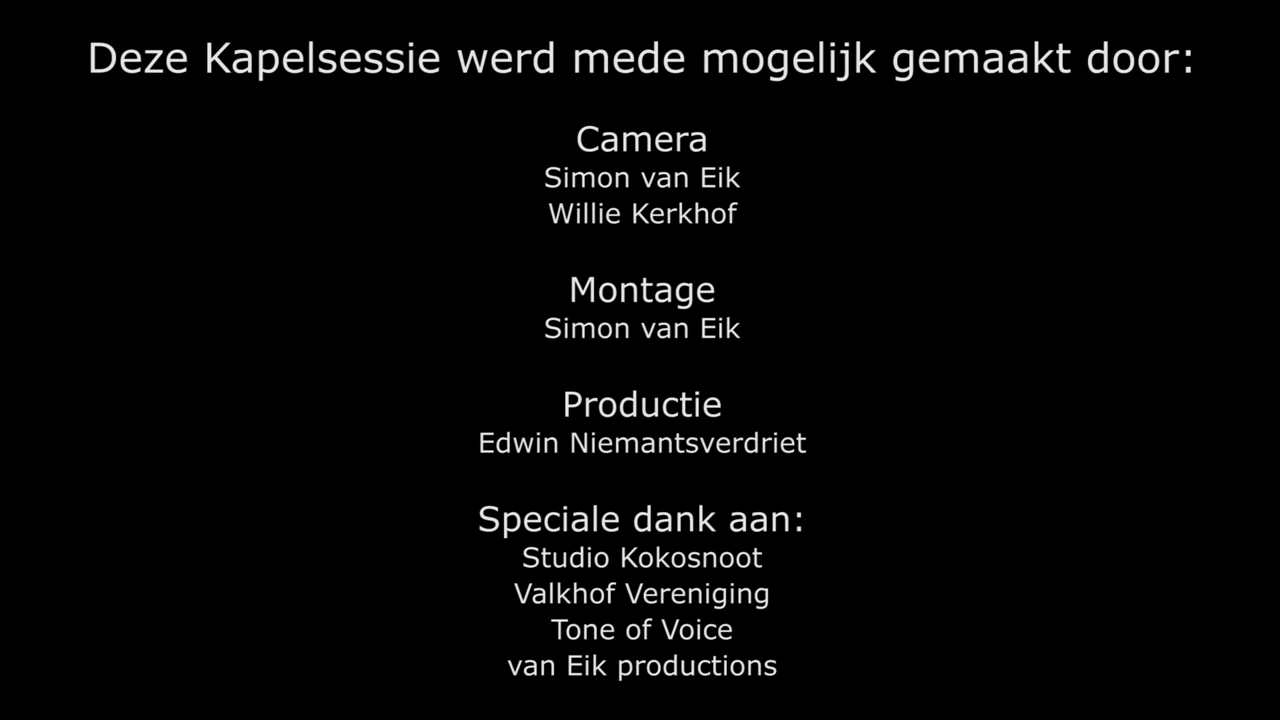 Deze Kapelsessie werd mede mogelijk gemaakt door:
Camera
Simon van Eik
Willie Kerkhof
Montage
Simon van Eik
Productie
Edwin Niemantsverdriet
Speciale dank aan:
Studio Kokosnoot
Valkhof Vereniging
Tone of Voice
van Eik productions